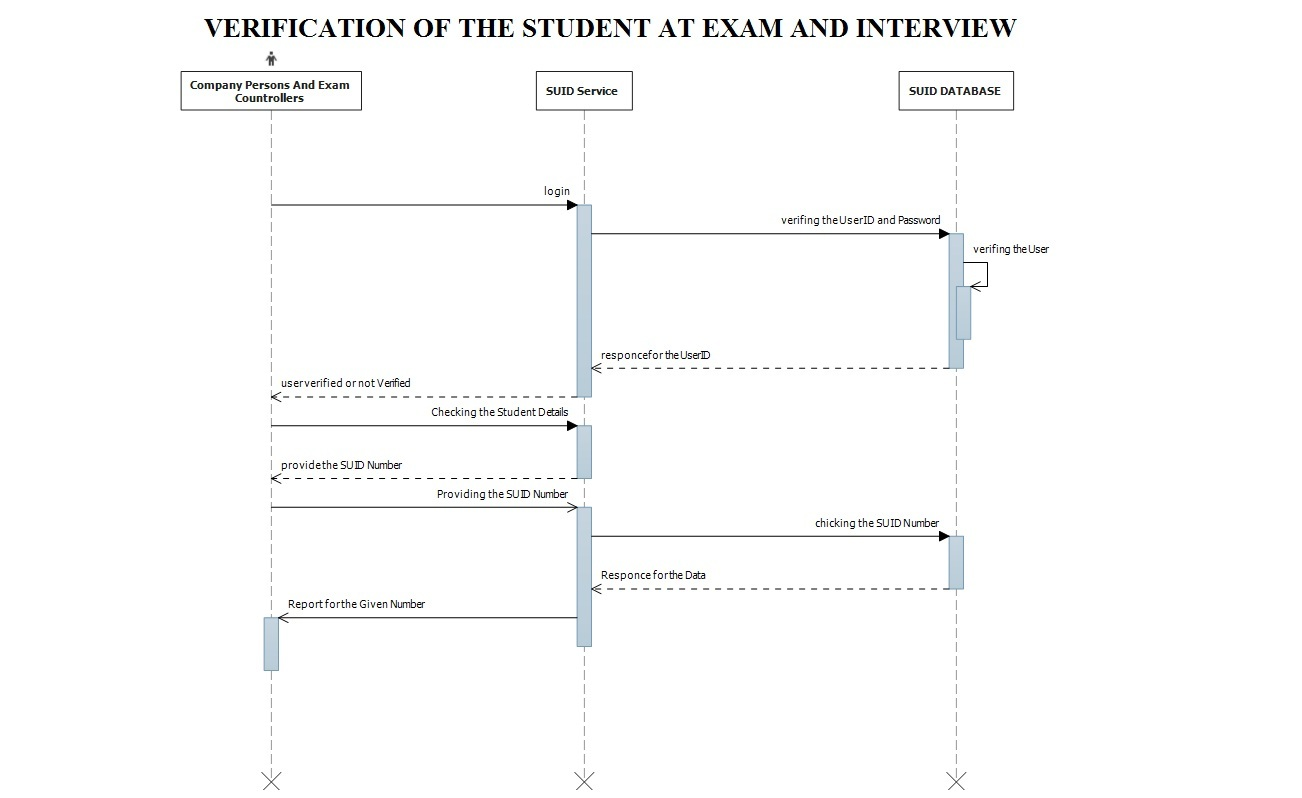 VERIFICATION OF THE STUDENT AT EXAM AND INTERVIEW
Company Persons And Exam
Countrollers
SUID Service
SUID DATABASE
login
verifing the UserID and Password
verifing the User
responce for the UserID
user verified or not Verified
Checking the Student Details
provide the SUID Number
Providing the SUID Number
chicking the SUID Number
Responce for the Data
Report for the Given Number